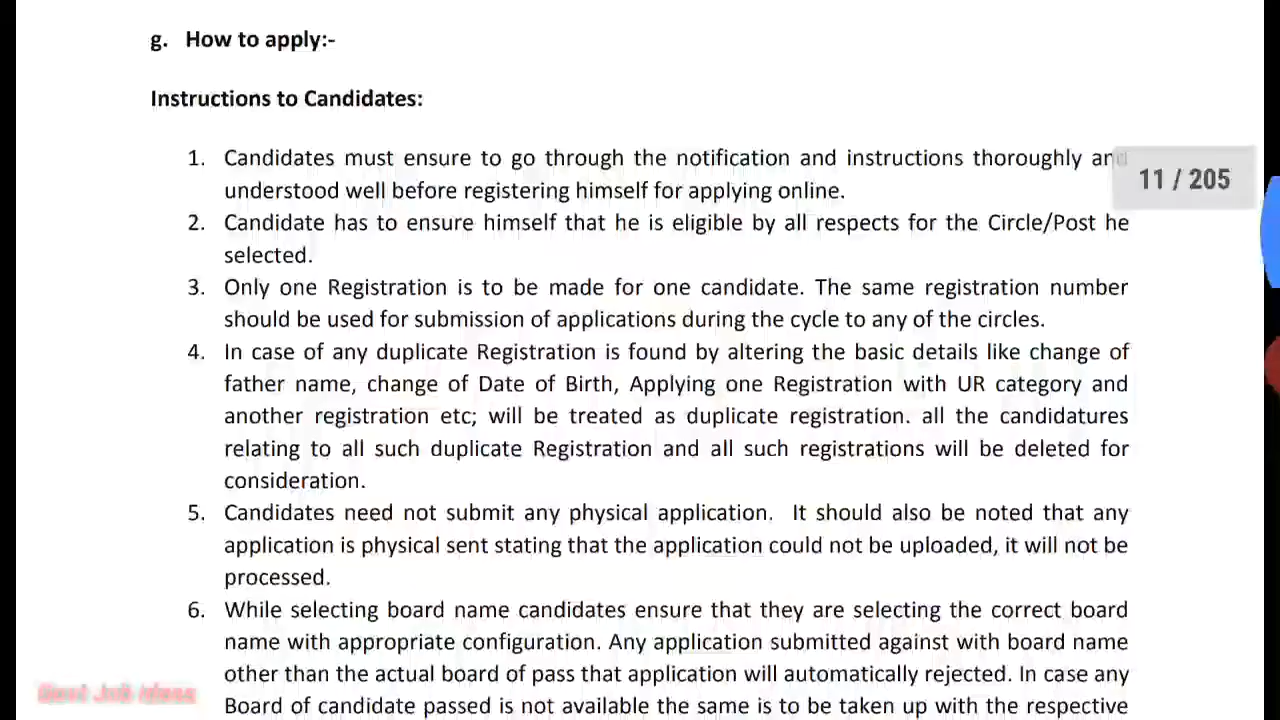 g. How to apply:-
Instructions to Candidates:
1. Candidates must ensure to go through the notification and instructions thoroughly and
understood well before registering himself for applying online.
11 / 205
2. Candidate has to ensure himself that he is eligible by all respects for the Circle/Post he
selected.
3. Only one Registration is to be made for one candidate. The same registration number
should be used for submission of applications during the cycle to any of the circles.
4. In case of any duplicate Registration is found by altering the basic details like change of
father name, change of Date of Birth, Applying one Registration with UR category and
another registration etc; will be treated as duplicate registration. all the candidatures
relating to all such duplicate Registration and all such registrations will be deleted for
consideration.
5. Candidates need not submit any physical application. It should also be noted that any
application is physical sent stating that the application could not be uploaded, it will not be
processed.
6. While selecting board name candidates ensure that they are selecting the correct board
name with appropriate configuration. Any application submitted against with board name
other than the actual board of pass that application will automatically rejected. In case any
Board of candidate passed is not available the same is to be taken up with the respective
Govt Job Ideas